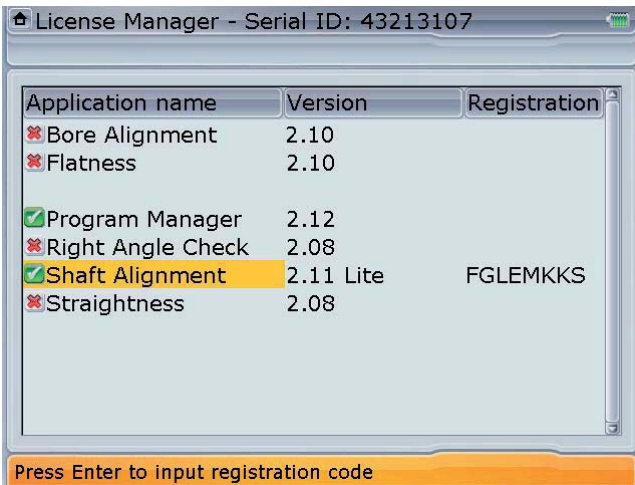 License Manager - Serial ID: 43213107
Application name Version Registration
Bore Alignment 2.10
Flatness 2.10
Program Manager 2.12
Right Angle Check 2.08
Shaft Alignment 2.11 Lite FGLEMKKS
Straightness 2.08
Press Enter to input registration code